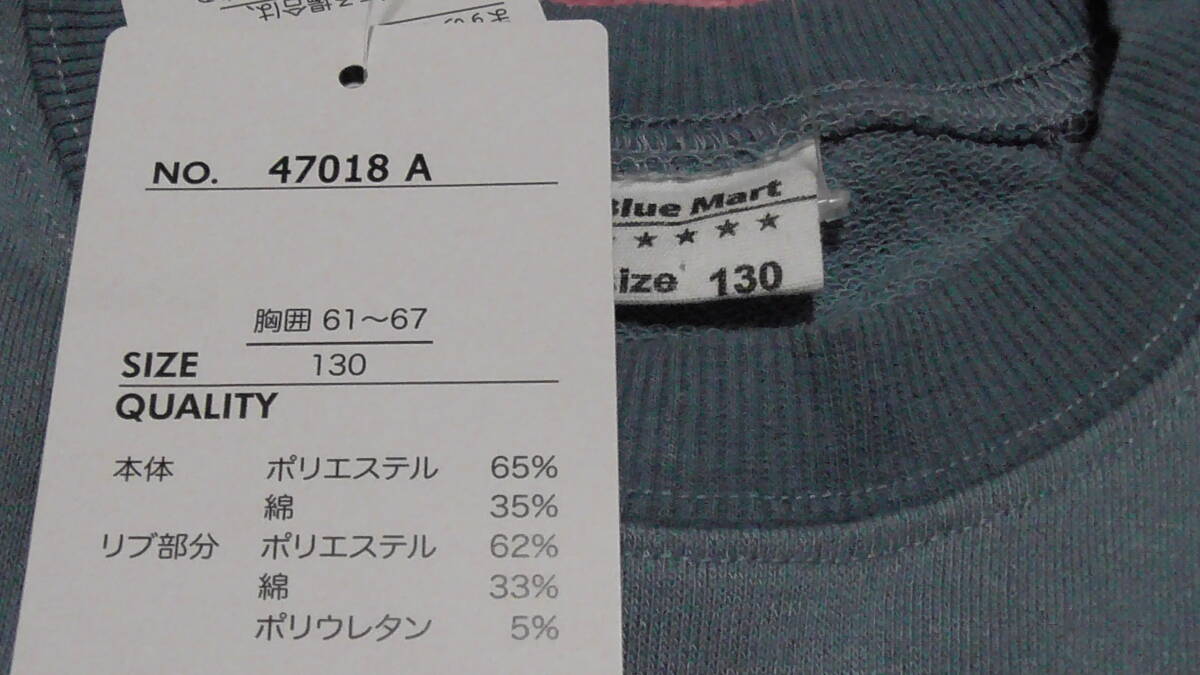 NO. 47018 A
胸囲 61～67
SIZE 130
QUALITY
本体 ポリエステル 65%
綿 35%
リブ部分 ポリエステル 62%
綿 33%
ポリウレタン 5%
Blue Mart
★ ★ ★ ★
Size 130